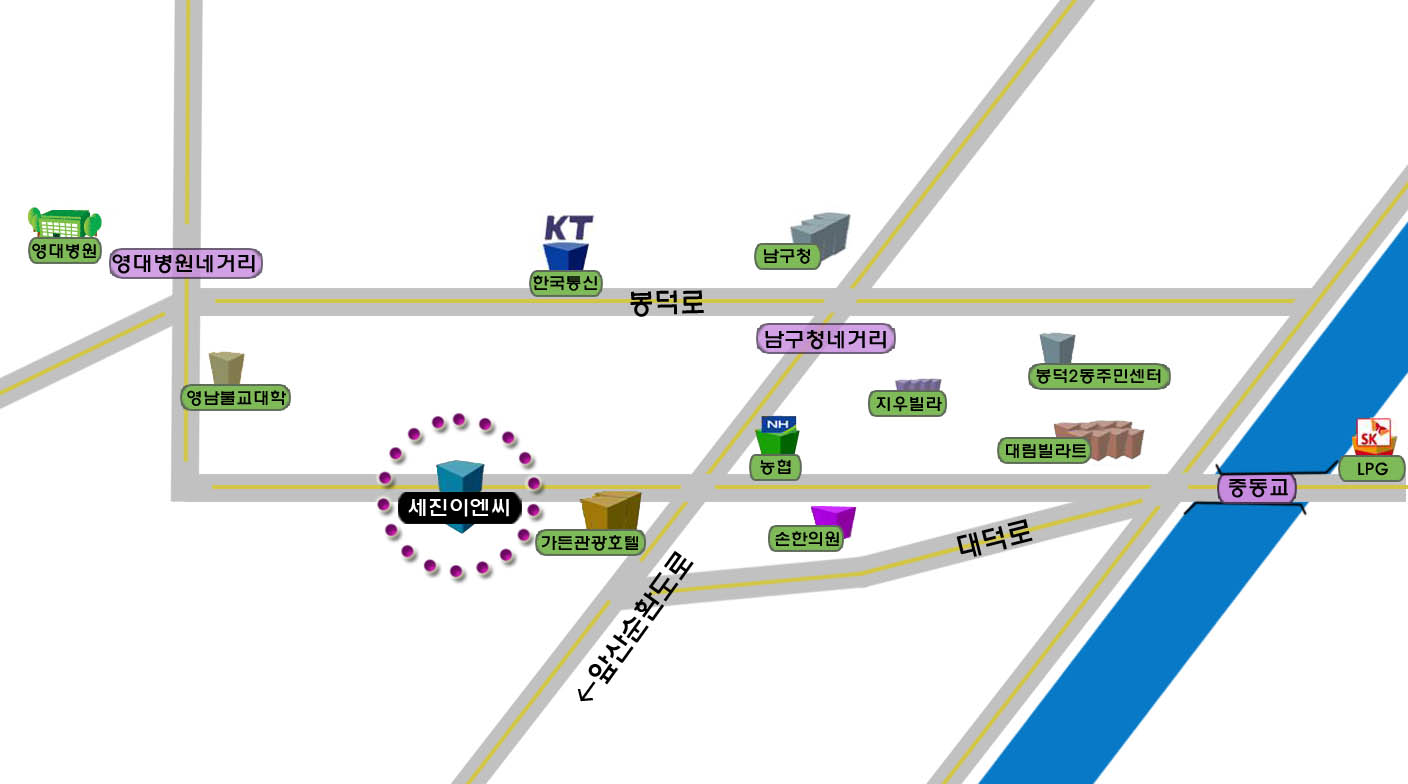 영대병원
영대병원네거리
KT
한국통신
남구청
봉덕로
남구청네거리
봉덕2동주민센터
영남불교대학
지우빌라
NH
농협
대림빌라트
SK
LPG
세진이엔씨
중동교
가든관광호텔
손한의원
대덕로
←앞산순환도로